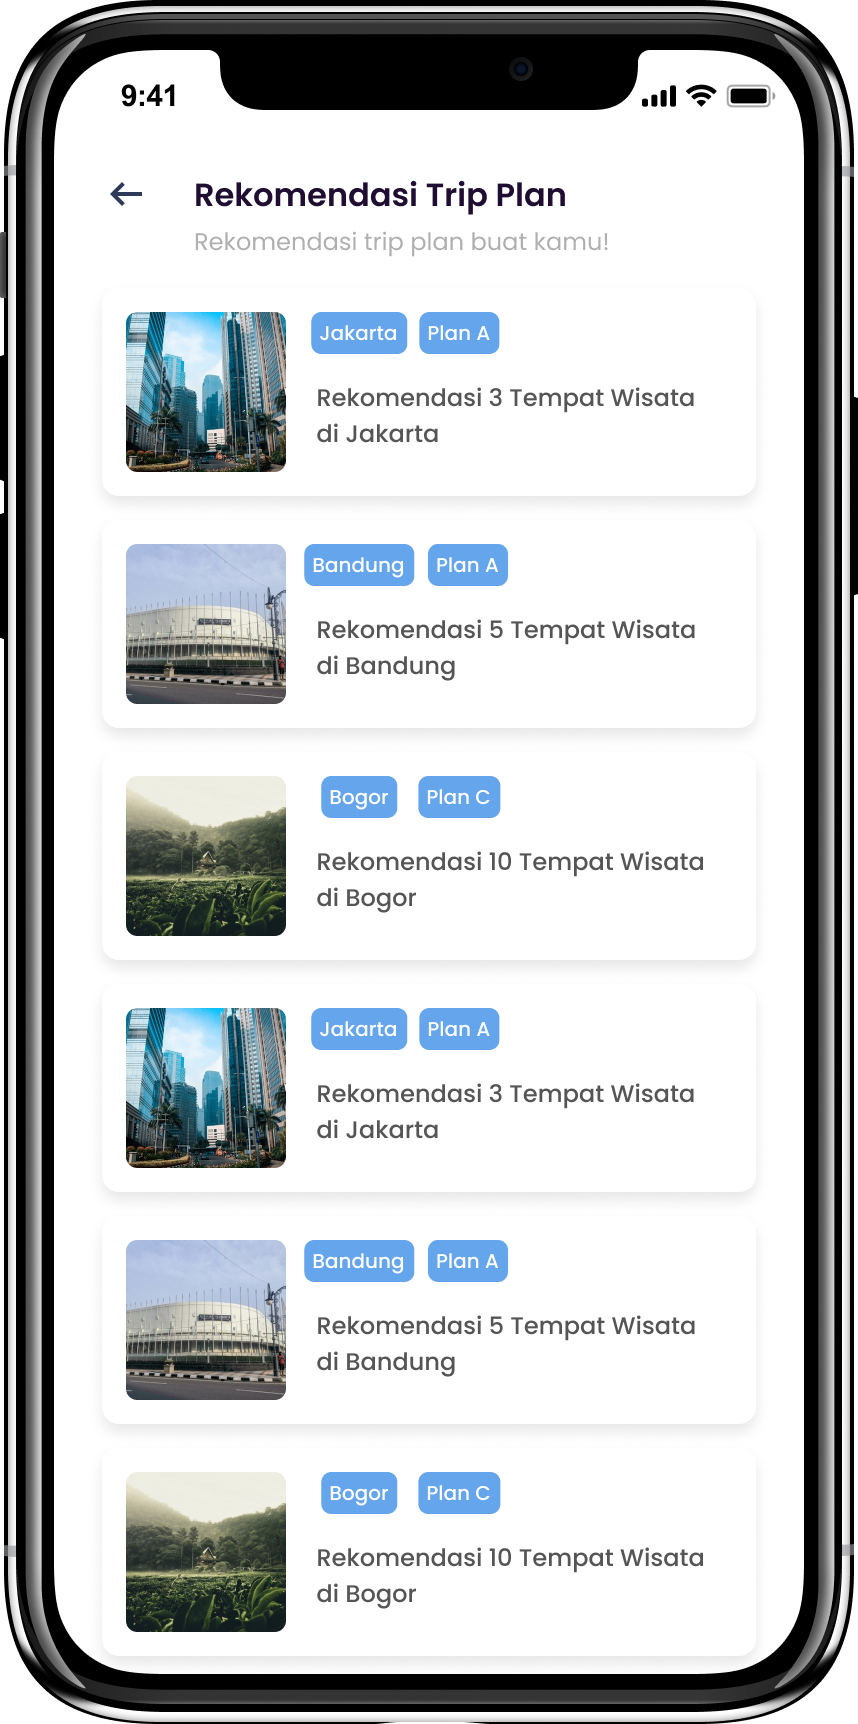 9:41
Rekomendasi Trip Plan
Rekomendasi trip plan buat kamu!
Jakarta Plan A
Rekomendasi 3 Tempat Wisata
di Jakarta
Bandung Plan A
Rekomendasi 5 Tempat Wisata
di Bandung
Bogor Plan C
Rekomendasi 10 Tempat Wisata
di Bogor
Jakarta Plan A
Rekomendasi 3 Tempat Wisata
di Jakarta
Bandung Plan A
Rekomendasi 5 Tempat Wisata
di Bandung
Bogor Plan C
Rekomendasi 10 Tempat Wisata
di Bogor